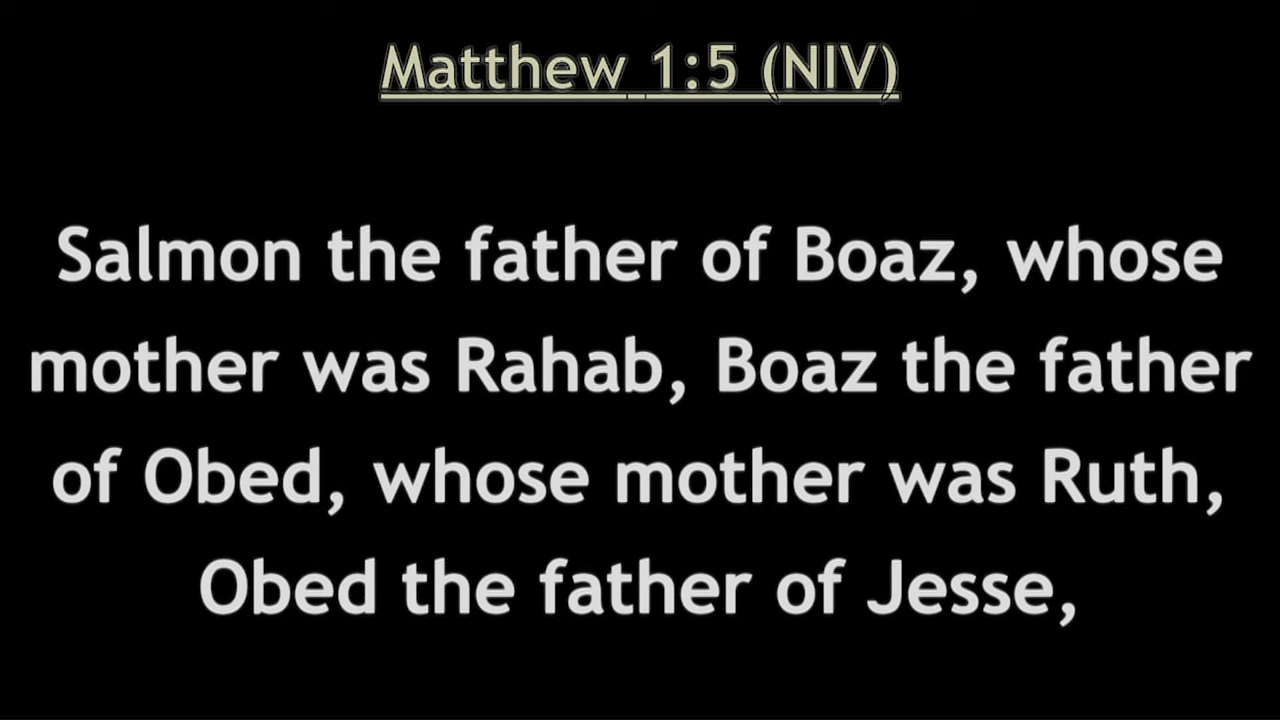 Matthew 1:5 (NIV)
Salmon the father of Boaz, whose
mother was Rahab, Boaz the father
of Obed, whose mother was Ruth,
Obed the father of Jesse,